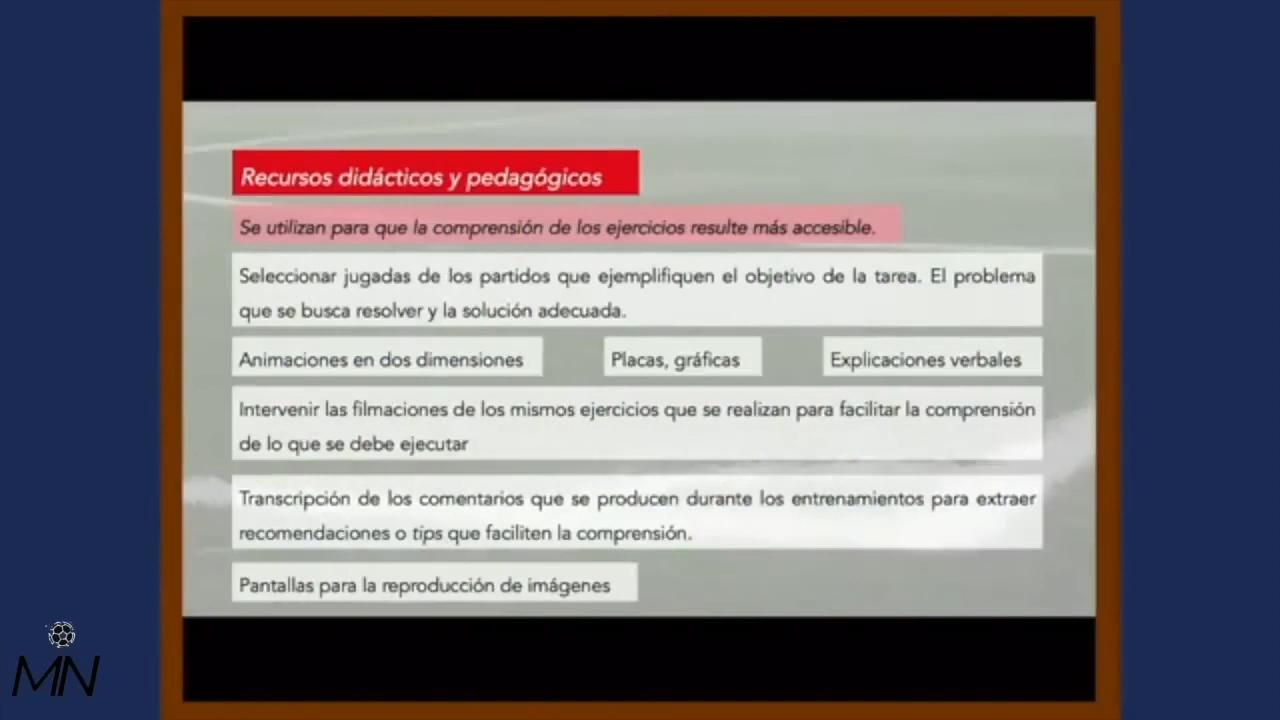 Recursos didácticos y pedagógicos
Se utilizan para que la comprensión de los ejercicios resulte más accesible.
Seleccionar jugadas de los partidos que ejemplifiquen el objetivo de la tarea. El problema
que se busca resolver y la solución adecuada.
Animaciones en dos dimensiones
Placas, gráficas
Explicaciones verbales
Intervenir las filmaciones de los mismos ejercicios que se realizan para facilitar la comprensión
de lo que se debe ejecutar
Transcripción de los comentarios que se producen durante los entrenamientos para extraer
recomendaciones o tips que faciliten la comprensión.
Pantallas para la reproducción de imágenes
MN